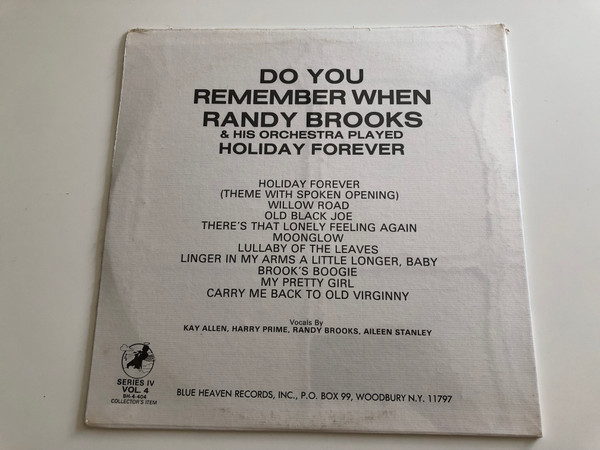 DO YOU
REMEMBER WHEN
RANDY BROOKS
& HIS ORCHESTRA PLAYED
HOLIDAY FOREVER
HOLIDAY FOREVER
(THEME WITH SPOKEN OPENING)
WILLOW ROAD
OLD BLACK JOE
THERE'S THAT LONELY FEELING AGAIN
MOONGLOW
LULLABY OF THE LEAVES
LINGER IN MY ARMS A LITTLE LONGER, BABY
BROOK'S BOOGIE
MY PRETTY GIRL
CARRY ME BACK TO OLD VIRGINNY
Vocals By
KAY ALLEN, HARRY PRIME, RANDY BROOKS, AILEEN STANLEY
SERIES IV
VOL. 4
BH-4-404
COLLECTOR'S ITEM
BLUE HEAVEN RECORDS, INC., P.O. BOX 99, WOODBURY N.Y. 11797